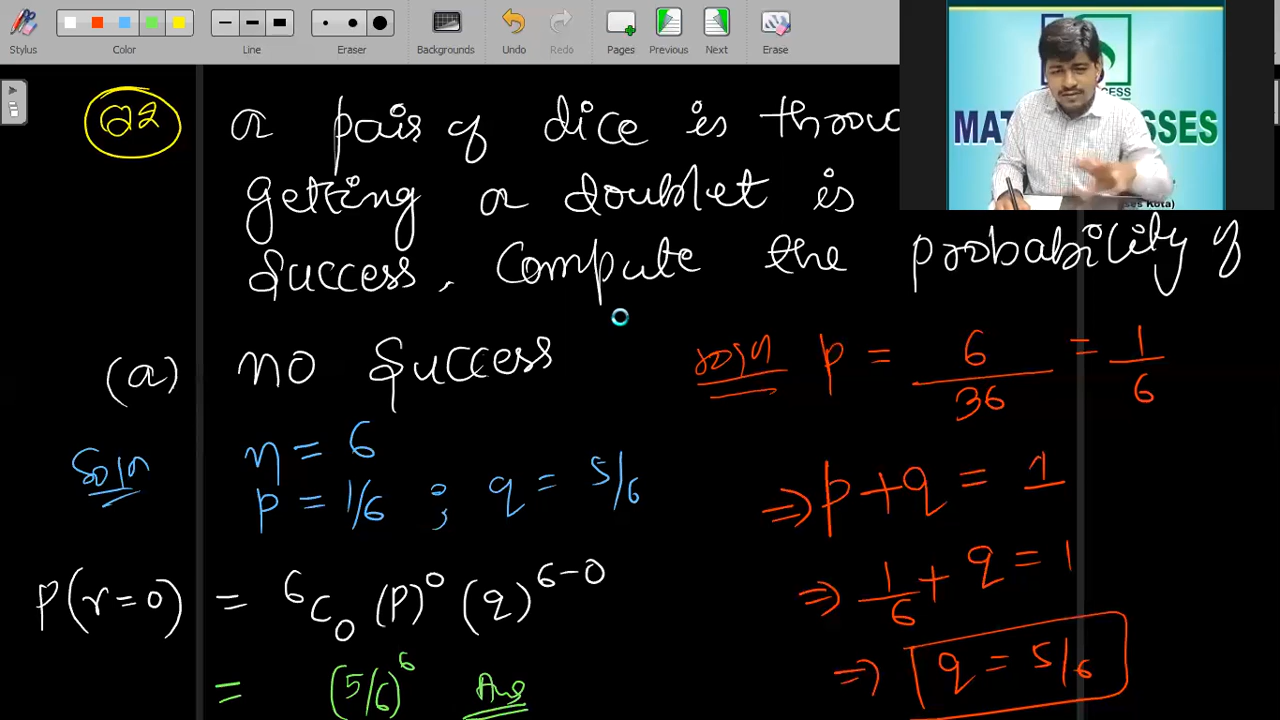 Stylus Color Line Eraser Backgrounds Undo Redo Pages Previous Next Erase
Q2 a pair of dice is throw
getting a doublet is
success. Compute the probability of
(a) no success
Soln n = 6
p = 1/6 ; q = 5/6
P(r=0) = ⁶C₀ (p)⁰ (q)⁶⁻⁰
= (5/6)⁶ Ans
soln p = 6/36 = 1/6
⇒ p + q = 1
⇒ 1/6 + q = 1
⇒ q = 5/6